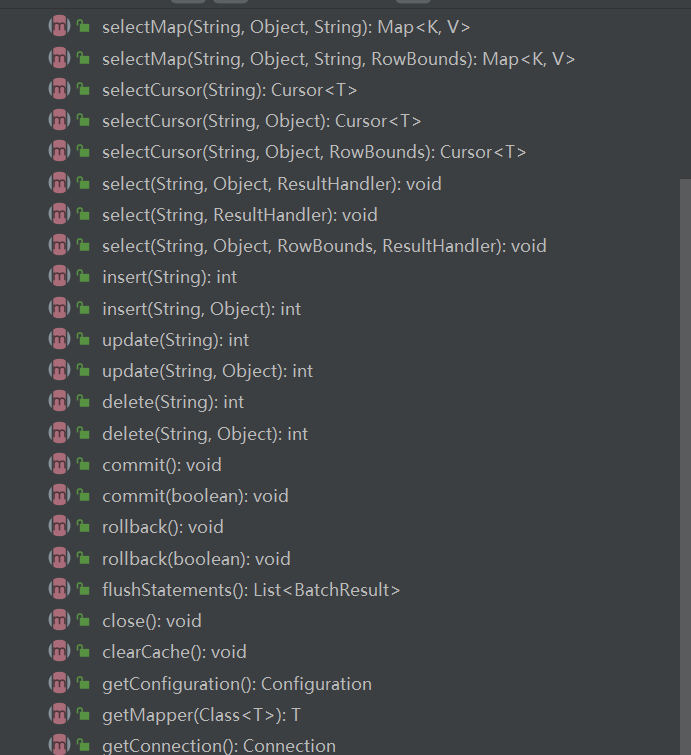 selectMap(String, Object, String): Map<K, V>
selectMap(String, Object, String, RowBounds): Map<K, V>
selectCursor(String): Cursor<T>
selectCursor(String, Object): Cursor<T>
selectCursor(String, Object, RowBounds): Cursor<T>
select(String, Object, ResultHandler): void
select(String, ResultHandler): void
select(String, Object, RowBounds, ResultHandler): void
insert(String): int
insert(String, Object): int
update(String): int
update(String, Object): int
delete(String): int
delete(String, Object): int
commit(): void
commit(boolean): void
rollback(): void
rollback(boolean): void
flushStatements(): List<BatchResult>
close(): void
clearCache(): void
getConfiguration(): Configuration
getMapper(Class<T>): T
getConnection(): Connection